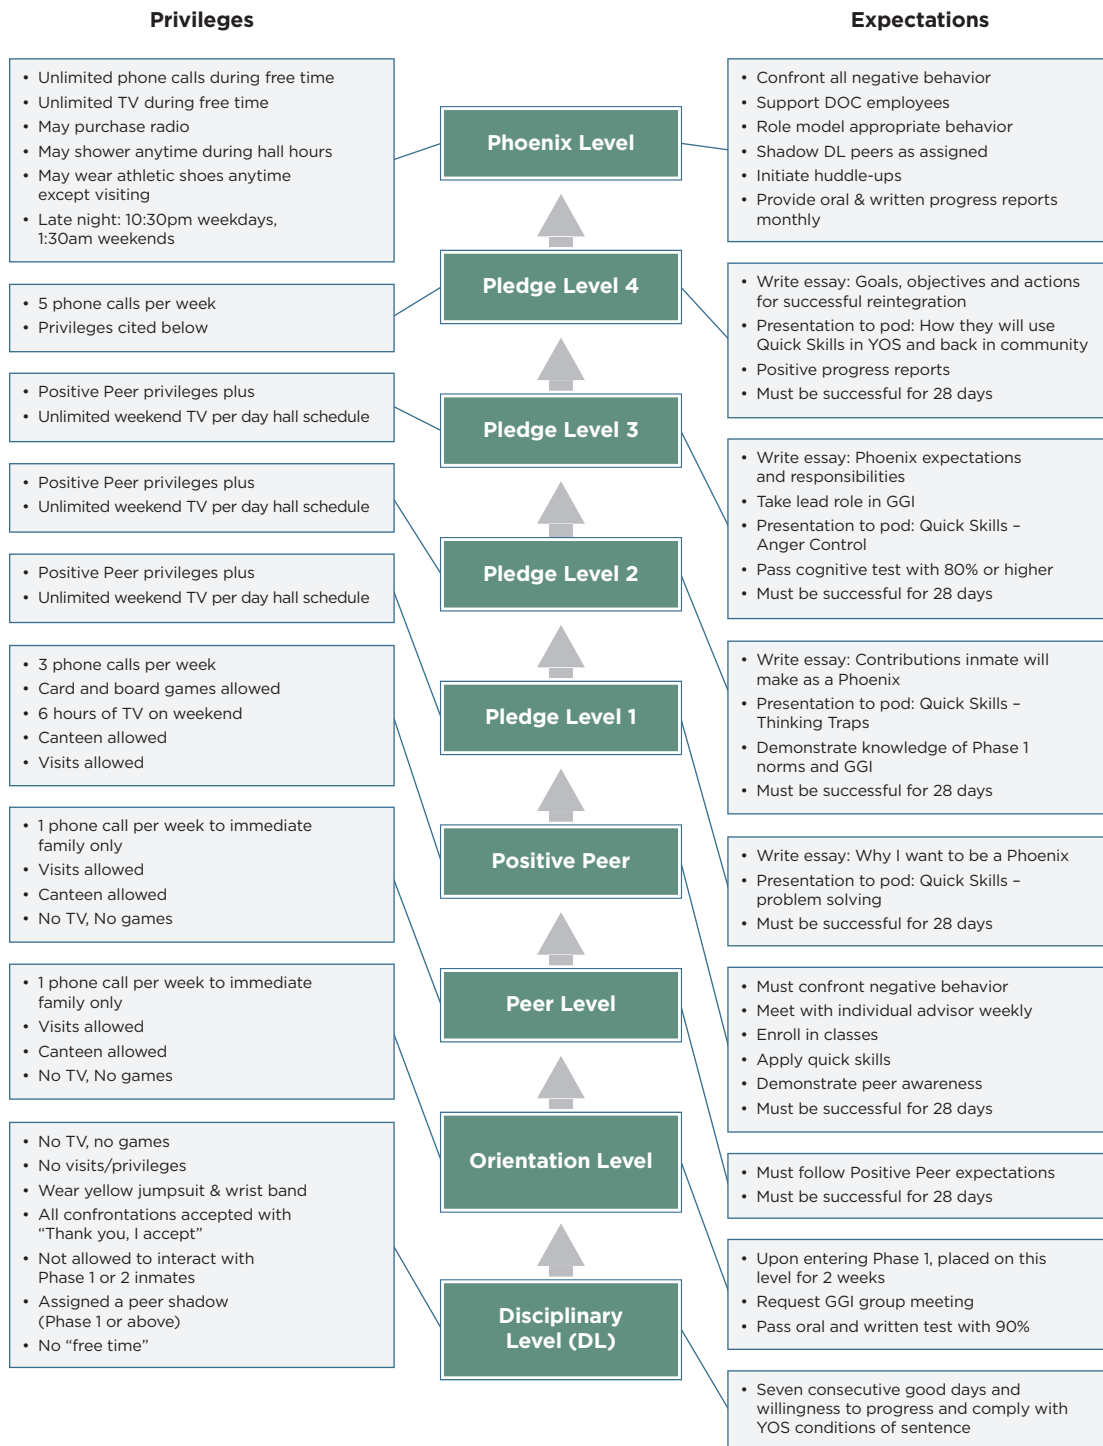 Privileges
Expectations
• Unlimited phone calls during free time
• Unlimited TV during free time
• May purchase radio
• May shower anytime during hall hours
• May wear athletic shoes anytime
except visiting
• Late night: 10:30pm weekdays,
1:30am weekends
Phoenix Level
• Confront all negative behavior
• Support DOC employees
• Role model appropriate behavior
• Shadow DL peers as assigned
• Initiate huddle-ups
• Provide oral & written progress reports
monthly
• 5 phone calls per week
• Privileges cited below
Pledge Level 4
• Write essay: Goals, objectives and actions
for successful reintegration
• Presentation to pod: How they will use
Quick Skills in YOS and back in community
• Positive progress reports
• Must be successful for 28 days
• Positive Peer privileges plus
• Unlimited weekend TV per day hall schedule
Pledge Level 3
• Write essay: Phoenix expectations
and responsibilities
• Take lead role in GGI
• Presentation to pod: Quick Skills –
Anger Control
• Pass cognitive test with 80% or higher
• Must be successful for 28 days
• Positive Peer privileges plus
• Unlimited weekend TV per day hall schedule
Pledge Level 2
• Write essay: Contributions inmate will
make as a Phoenix
• Presentation to pod: Quick Skills –
Thinking Traps
• Demonstrate knowledge of Phase 1
norms and GGI
• Must be successful for 28 days
• Positive Peer privileges plus
• Unlimited weekend TV per day hall schedule
Pledge Level 1
• Write essay: Why I want to be a Phoenix
• Presentation to pod: Quick Skills –
problem solving
• Must be successful for 28 days
• 3 phone calls per week
• Card and board games allowed
• 6 hours of TV on weekend
• Canteen allowed
• Visits allowed
Positive Peer
• Must confront negative behavior
• Meet with individual advisor weekly
• Enroll in classes
• Apply quick skills
• Demonstrate peer awareness
• Must be successful for 28 days
• 1 phone call per week to immediate
family only
• Visits allowed
• Canteen allowed
• No TV, No games
Peer Level
• Must follow Positive Peer expectations
• Must be successful for 28 days
• 1 phone call per week to immediate
family only
• Visits allowed
• Canteen allowed
• No TV, No games
Orientation Level
• Upon entering Phase 1, placed on this
level for 2 weeks
• Request GGI group meeting
• Pass oral and written test with 90%
• No TV, no games
• No visits/privileges
• Wear yellow jumpsuit & wrist band
• All confrontations accepted with
“Thank you, I accept”
• Not allowed to interact with
Phase 1 or 2 inmates
• Assigned a peer shadow
(Phase 1 or above)
• No “free time”
Disciplinary
Level (DL)
• Seven consecutive good days and
willingness to progress and comply with
YOS conditions of sentence